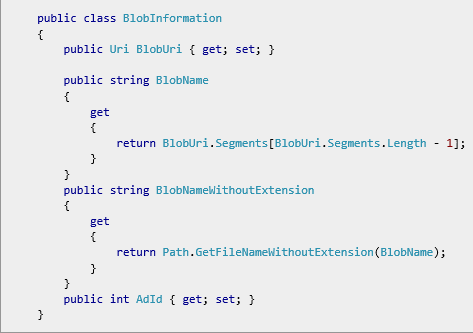 public class BlobInformation
{
    public Uri BlobUri { get; set; }
    public string BlobName
    {
        get
        {
            return BlobUri.Segments[BlobUri.Segments.Length - 1];
        }
    }
    public string BlobNameWithoutExtension
    {
        get
        {
            return Path.GetFileNameWithoutExtension(BlobName);
        }
    }
    public int AdId { get; set; }
}